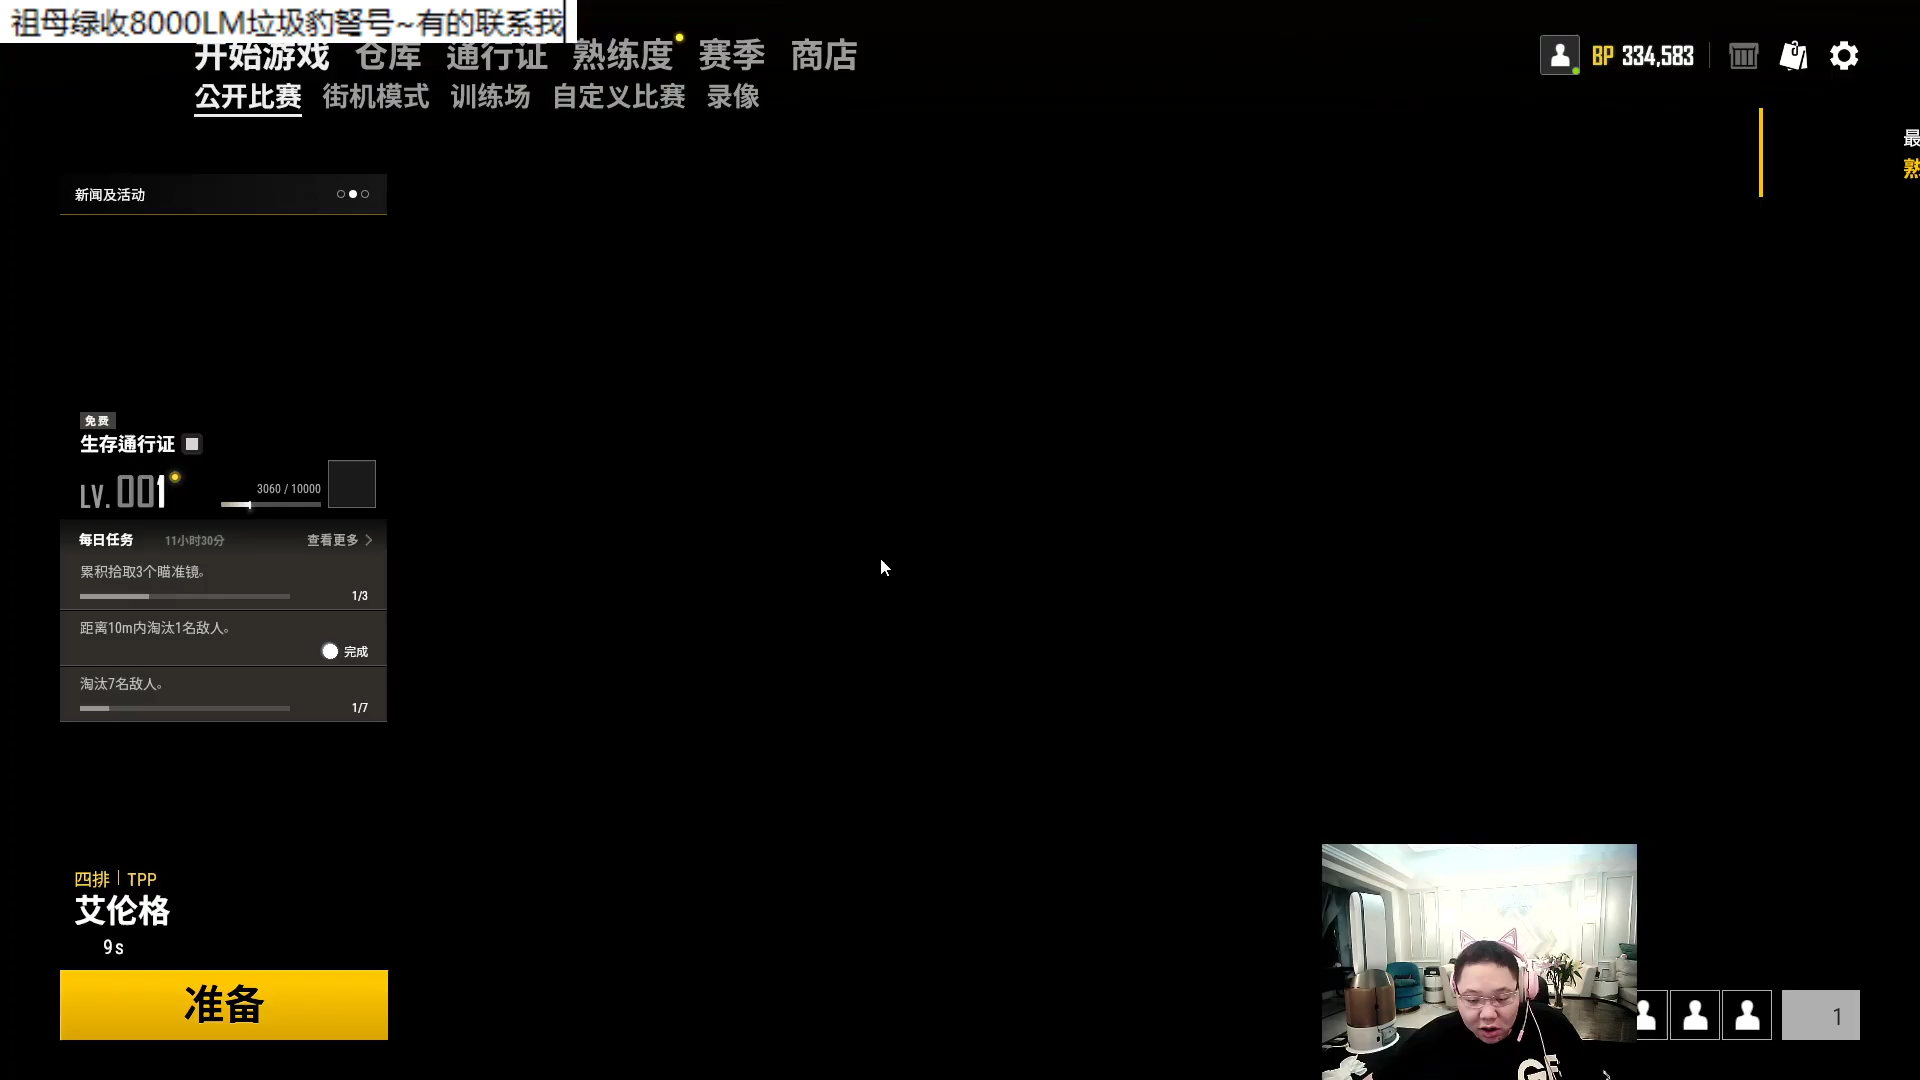 祖母绿收8000LM垃圾豹弩号~有的联系我
开始游戏 仓库 通行证 熟练度 赛季 商店
BP 334,583
公开比赛 街机模式 训练场 自定义比赛 录像
最
熟
新闻及活动
免费
生存通行证
LV. 001
3060 / 10000
每日任务 11小时30分 查看更多
累积拾取3个瞄准镜。
1/3
距离10m内淘汰1名敌人。
完成
淘汰7名敌人。
1/7
四排 | TPP
艾伦格
9s
准备
1